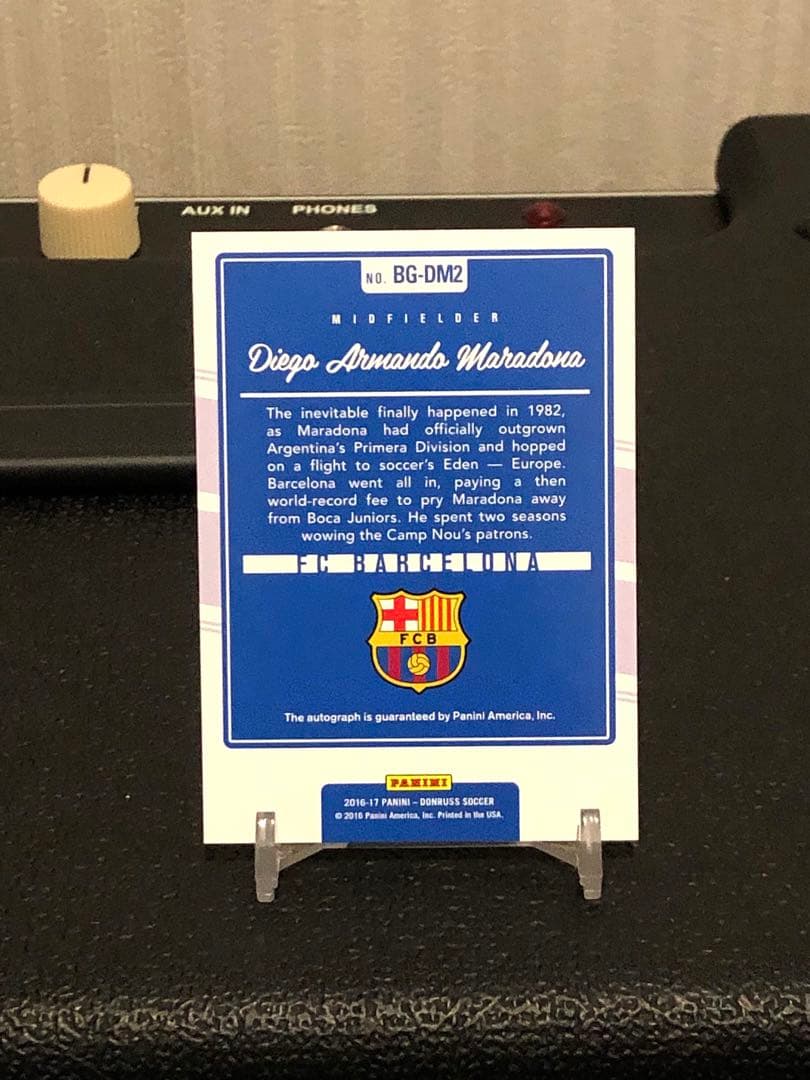 AUX IN PHONES
NO. BG-DM2
MIDFIELDER
Diego Armando Maradona
The inevitable finally happened in 1982,
as Maradona had officially outgrown
Argentina's Primera Division and hopped
on a flight to soccer's Eden — Europe.
Barcelona went all in, paying a then
world-record fee to pry Maradona away
from Boca Juniors. He spent two seasons
wowing the Camp Nou's patrons.
FC BARCELONA
FCB
The autograph is guaranteed by Panini America, Inc.
PANINI
2016-17 PANINI – DONRUSS SOCCER
© 2016 Panini America, Inc. Printed in the USA.